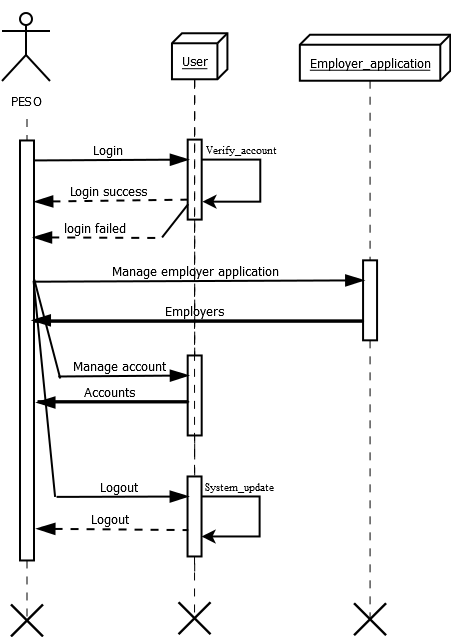 User
Employer_application
PESO
Login
Verify_account
Login success
login failed
Manage employer application
Employers
Manage account
Accounts
Logout
System_update
Logout